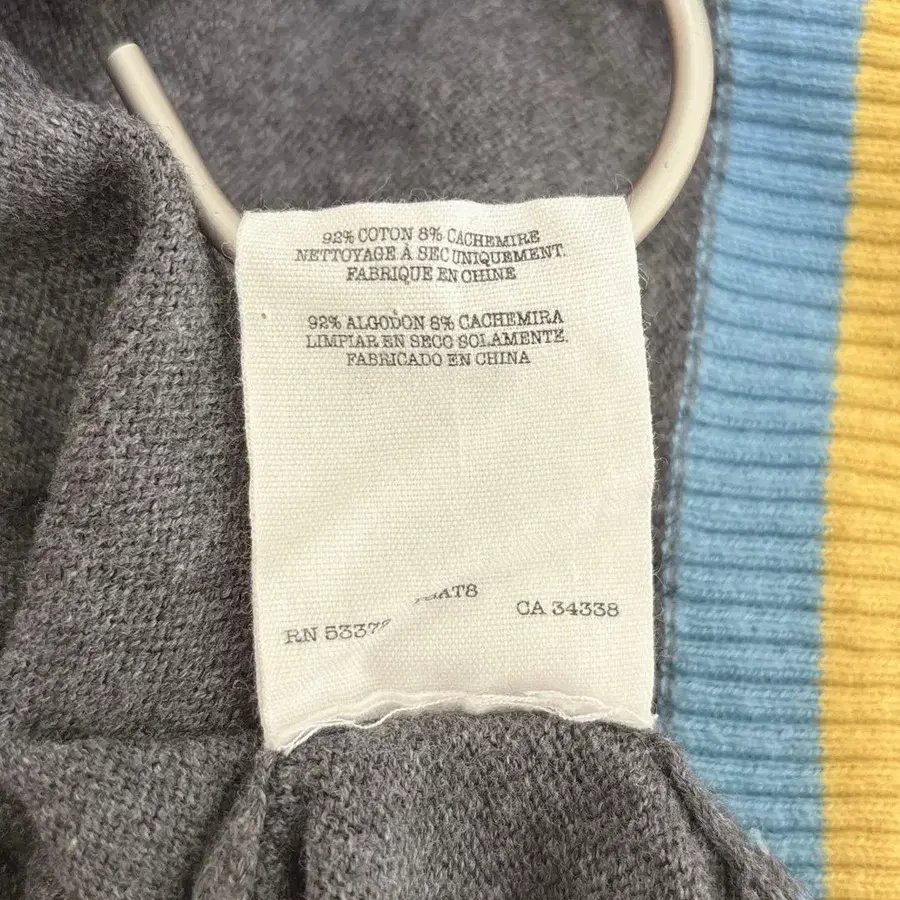 92% COTON 8% CACHEMIRE
NETTOYAGE À SEC UNIQUEMENT.
FABRIQUE EN CHINE
92% ALGODON 8% CACHEMIRA
LIMPIAR EN SECO SOLAMENTE.
FABRICADO EN CHINA
RN
CA 34338